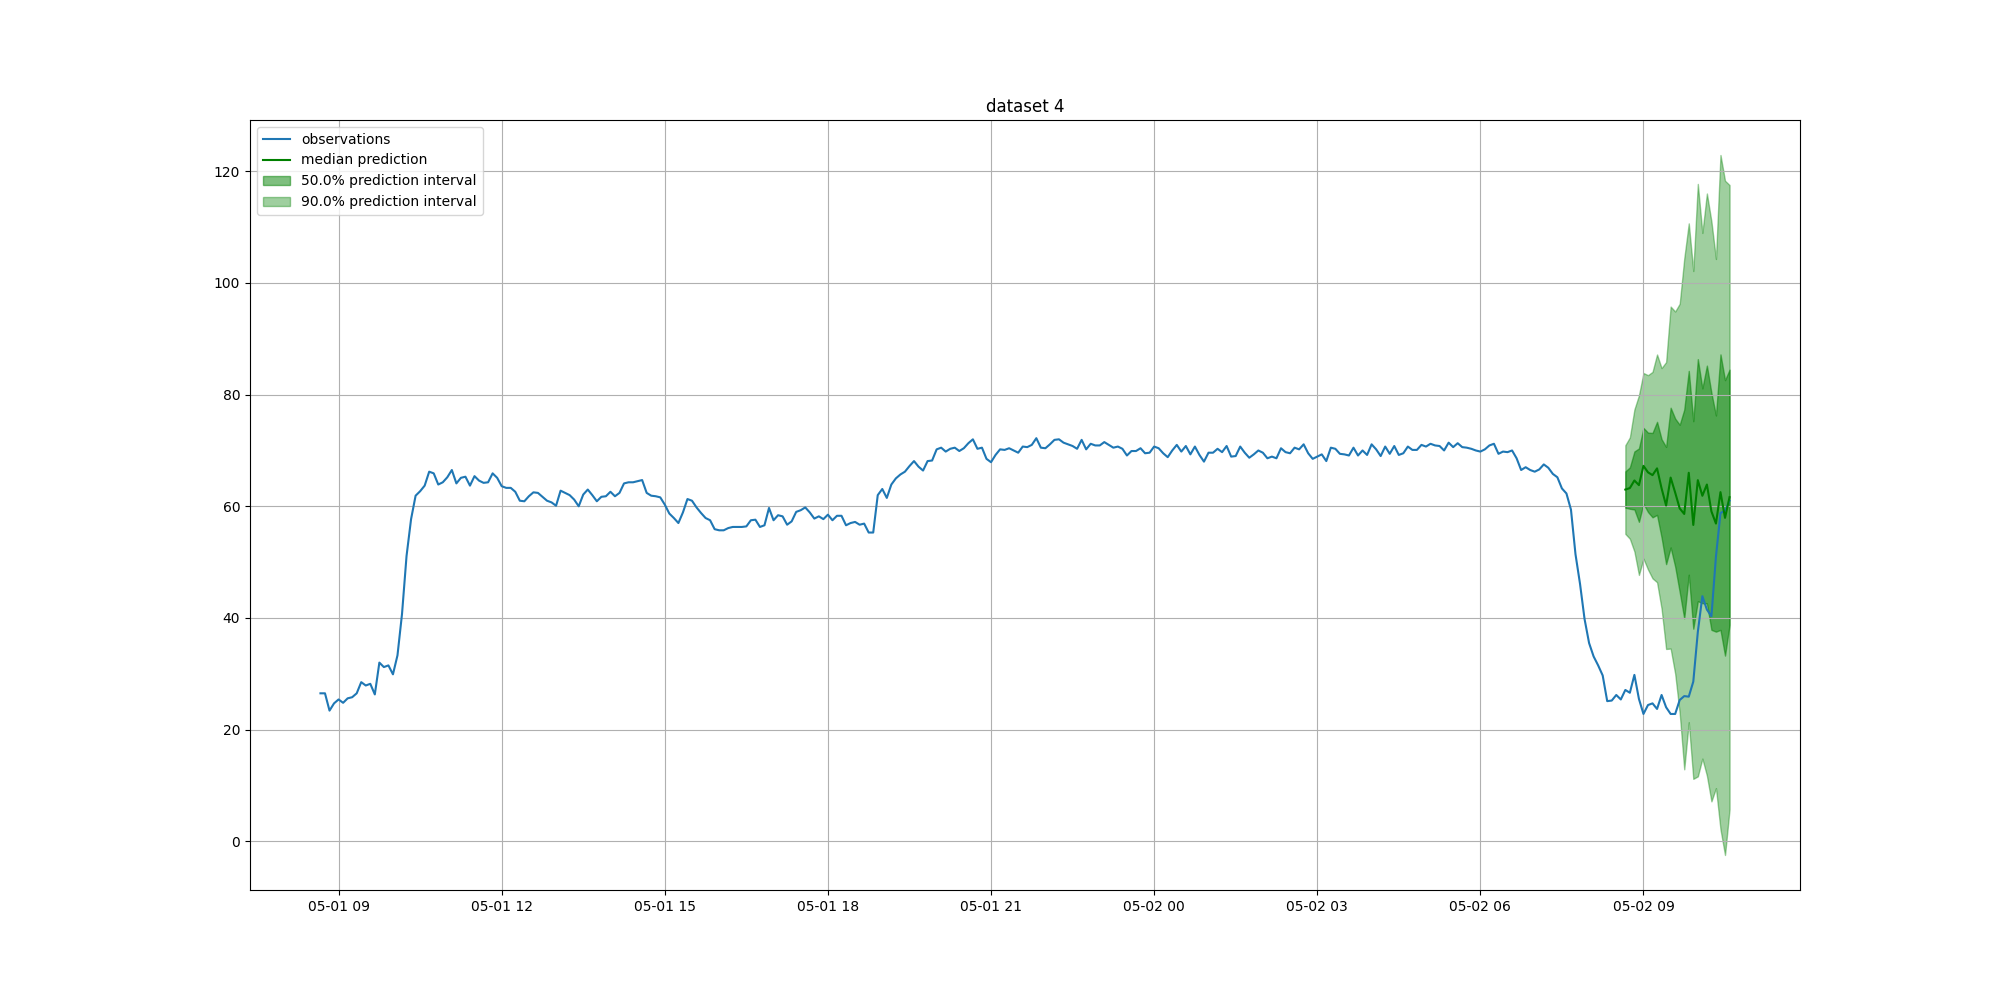 dataset 4
observations
median prediction
50.0% prediction interval
90.0% prediction interval
120
100
80
60
40
20
0
05-01 09 05-01 12 05-01 15 05-01 18 05-01 21 05-02 00 05-02 03 05-02 06 05-02 09